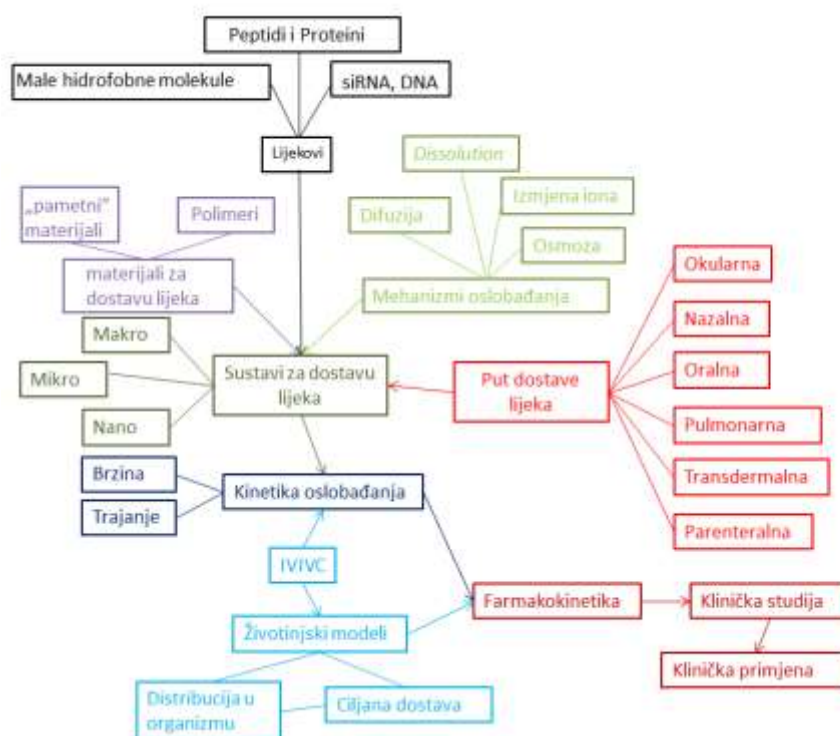 Peptidi i Proteini
Male hidrofobne molekule
siRNA, DNA
Lijekovi
Dissolution
„pametni”
materijali
Polimeri
Difuzija
Izmjena iona
Osmoza
materijali za
dostavu lijeka
Mehanizmi oslobađanja
Okularna
Nazalna
Oralna
Pulmonarna
Transdermalna
Parenteralna
Makro
Mikro
Nano
Sustavi za dostavu
lijeka
Put dostave
lijeka
Brzina
Trajanje
Kinetika oslobađanja
IVIVC
Životinjski modeli
Farmakokinetika
Klinička studija
Klinička primjena
Distribucija u
organizmu
Ciljana dostava